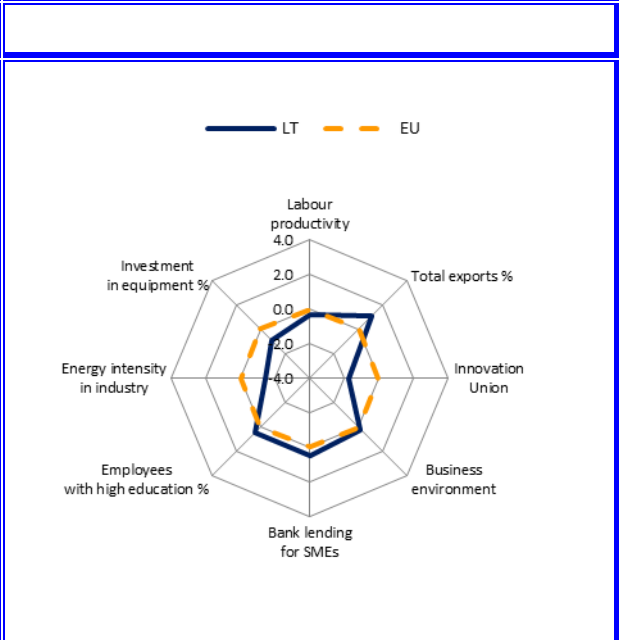 LT
EU
Labour
productivity
4.0
Investment
in equipment %
Total exports %
2.0
0.0
-2.0
Energy intensity
in industry
-4.0
Innovation
Union
Employees
with high education %
Business
environment
Bank lending
for SMEs